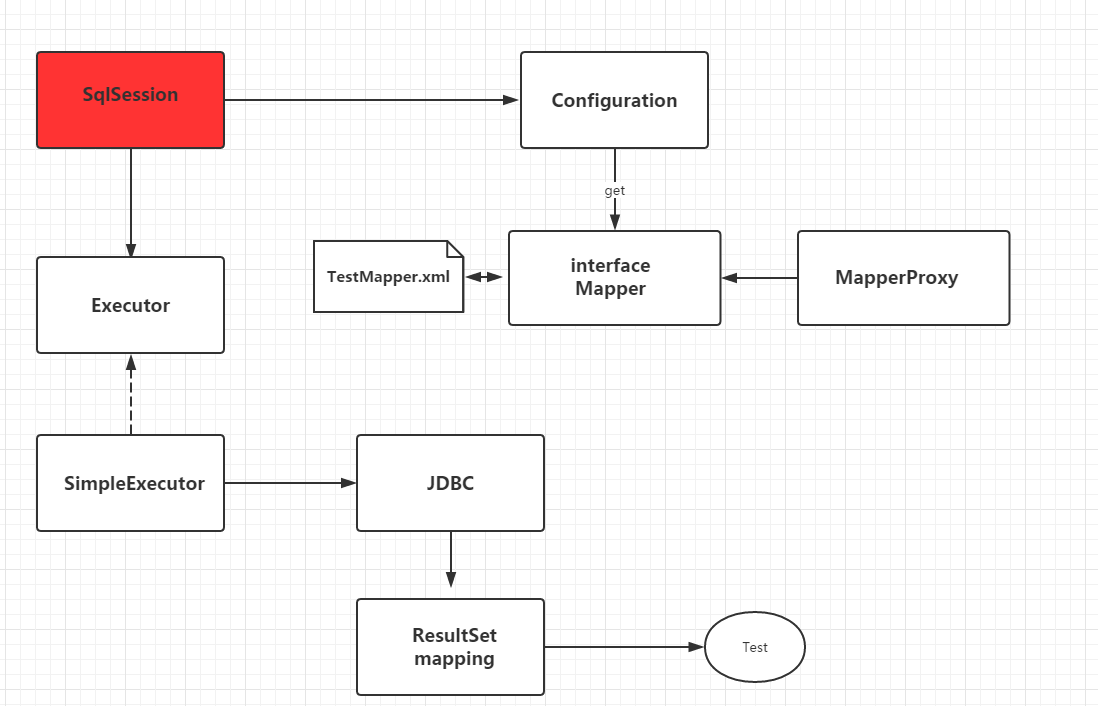 SqlSession
Configuration
get
TestMapper.xml
interface
Mapper
MapperProxy
Executor
SimpleExecutor
JDBC
ResultSet
mapping
Test